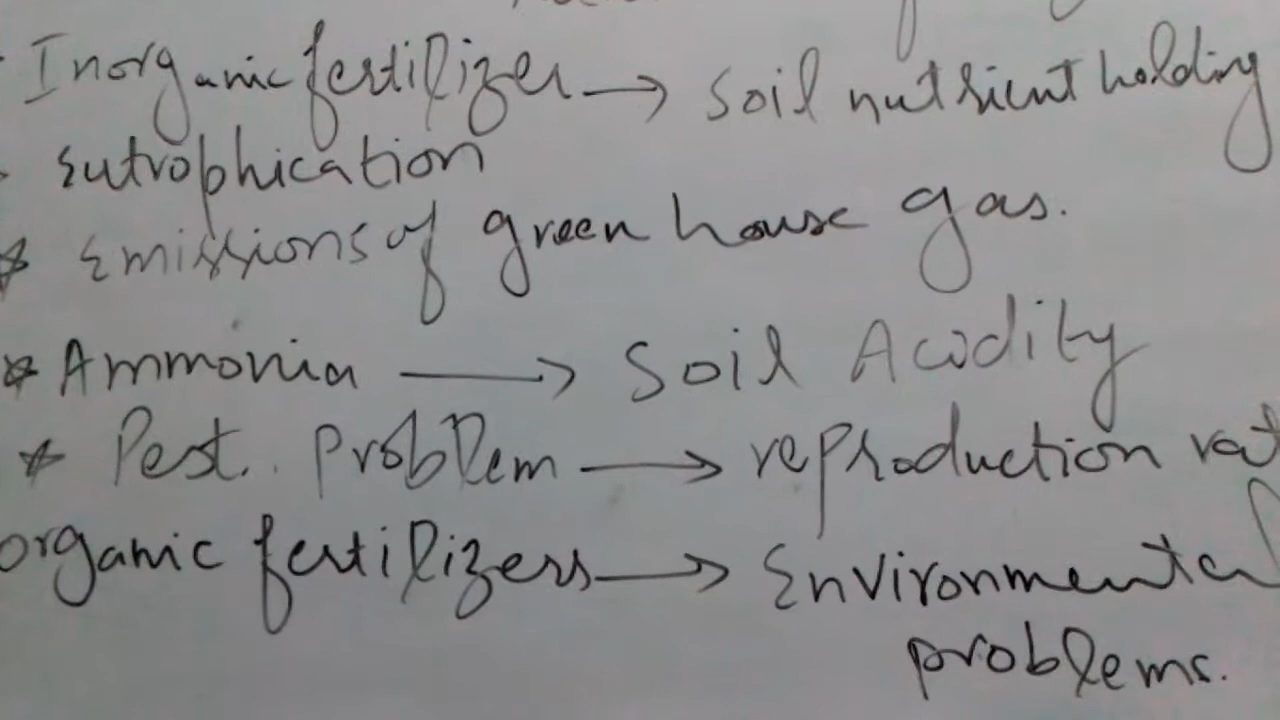 Inorganic fertilizer → Soil nutrient holding
Eutrophication
* Emissions of green house gas.
* Ammonia → Soil Acidity
* Pest. Problem → reproduction rat
organic fertilizers → Environmental
problems.